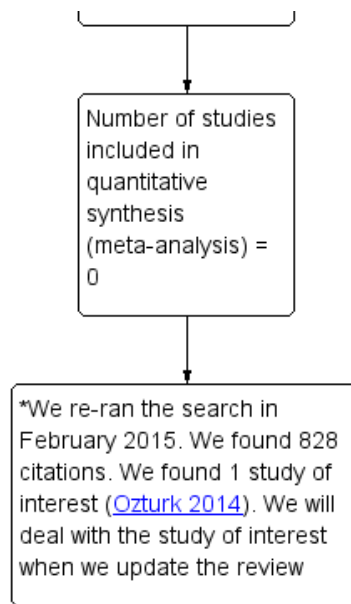 Number of studies
included in
quantitative
synthesis
(meta-analysis) =
0
*We re-ran the search in
February 2015. We found 828
citations. We found 1 study of
interest (Ozturk 2014). We will
deal with the study of interest
when we update the review